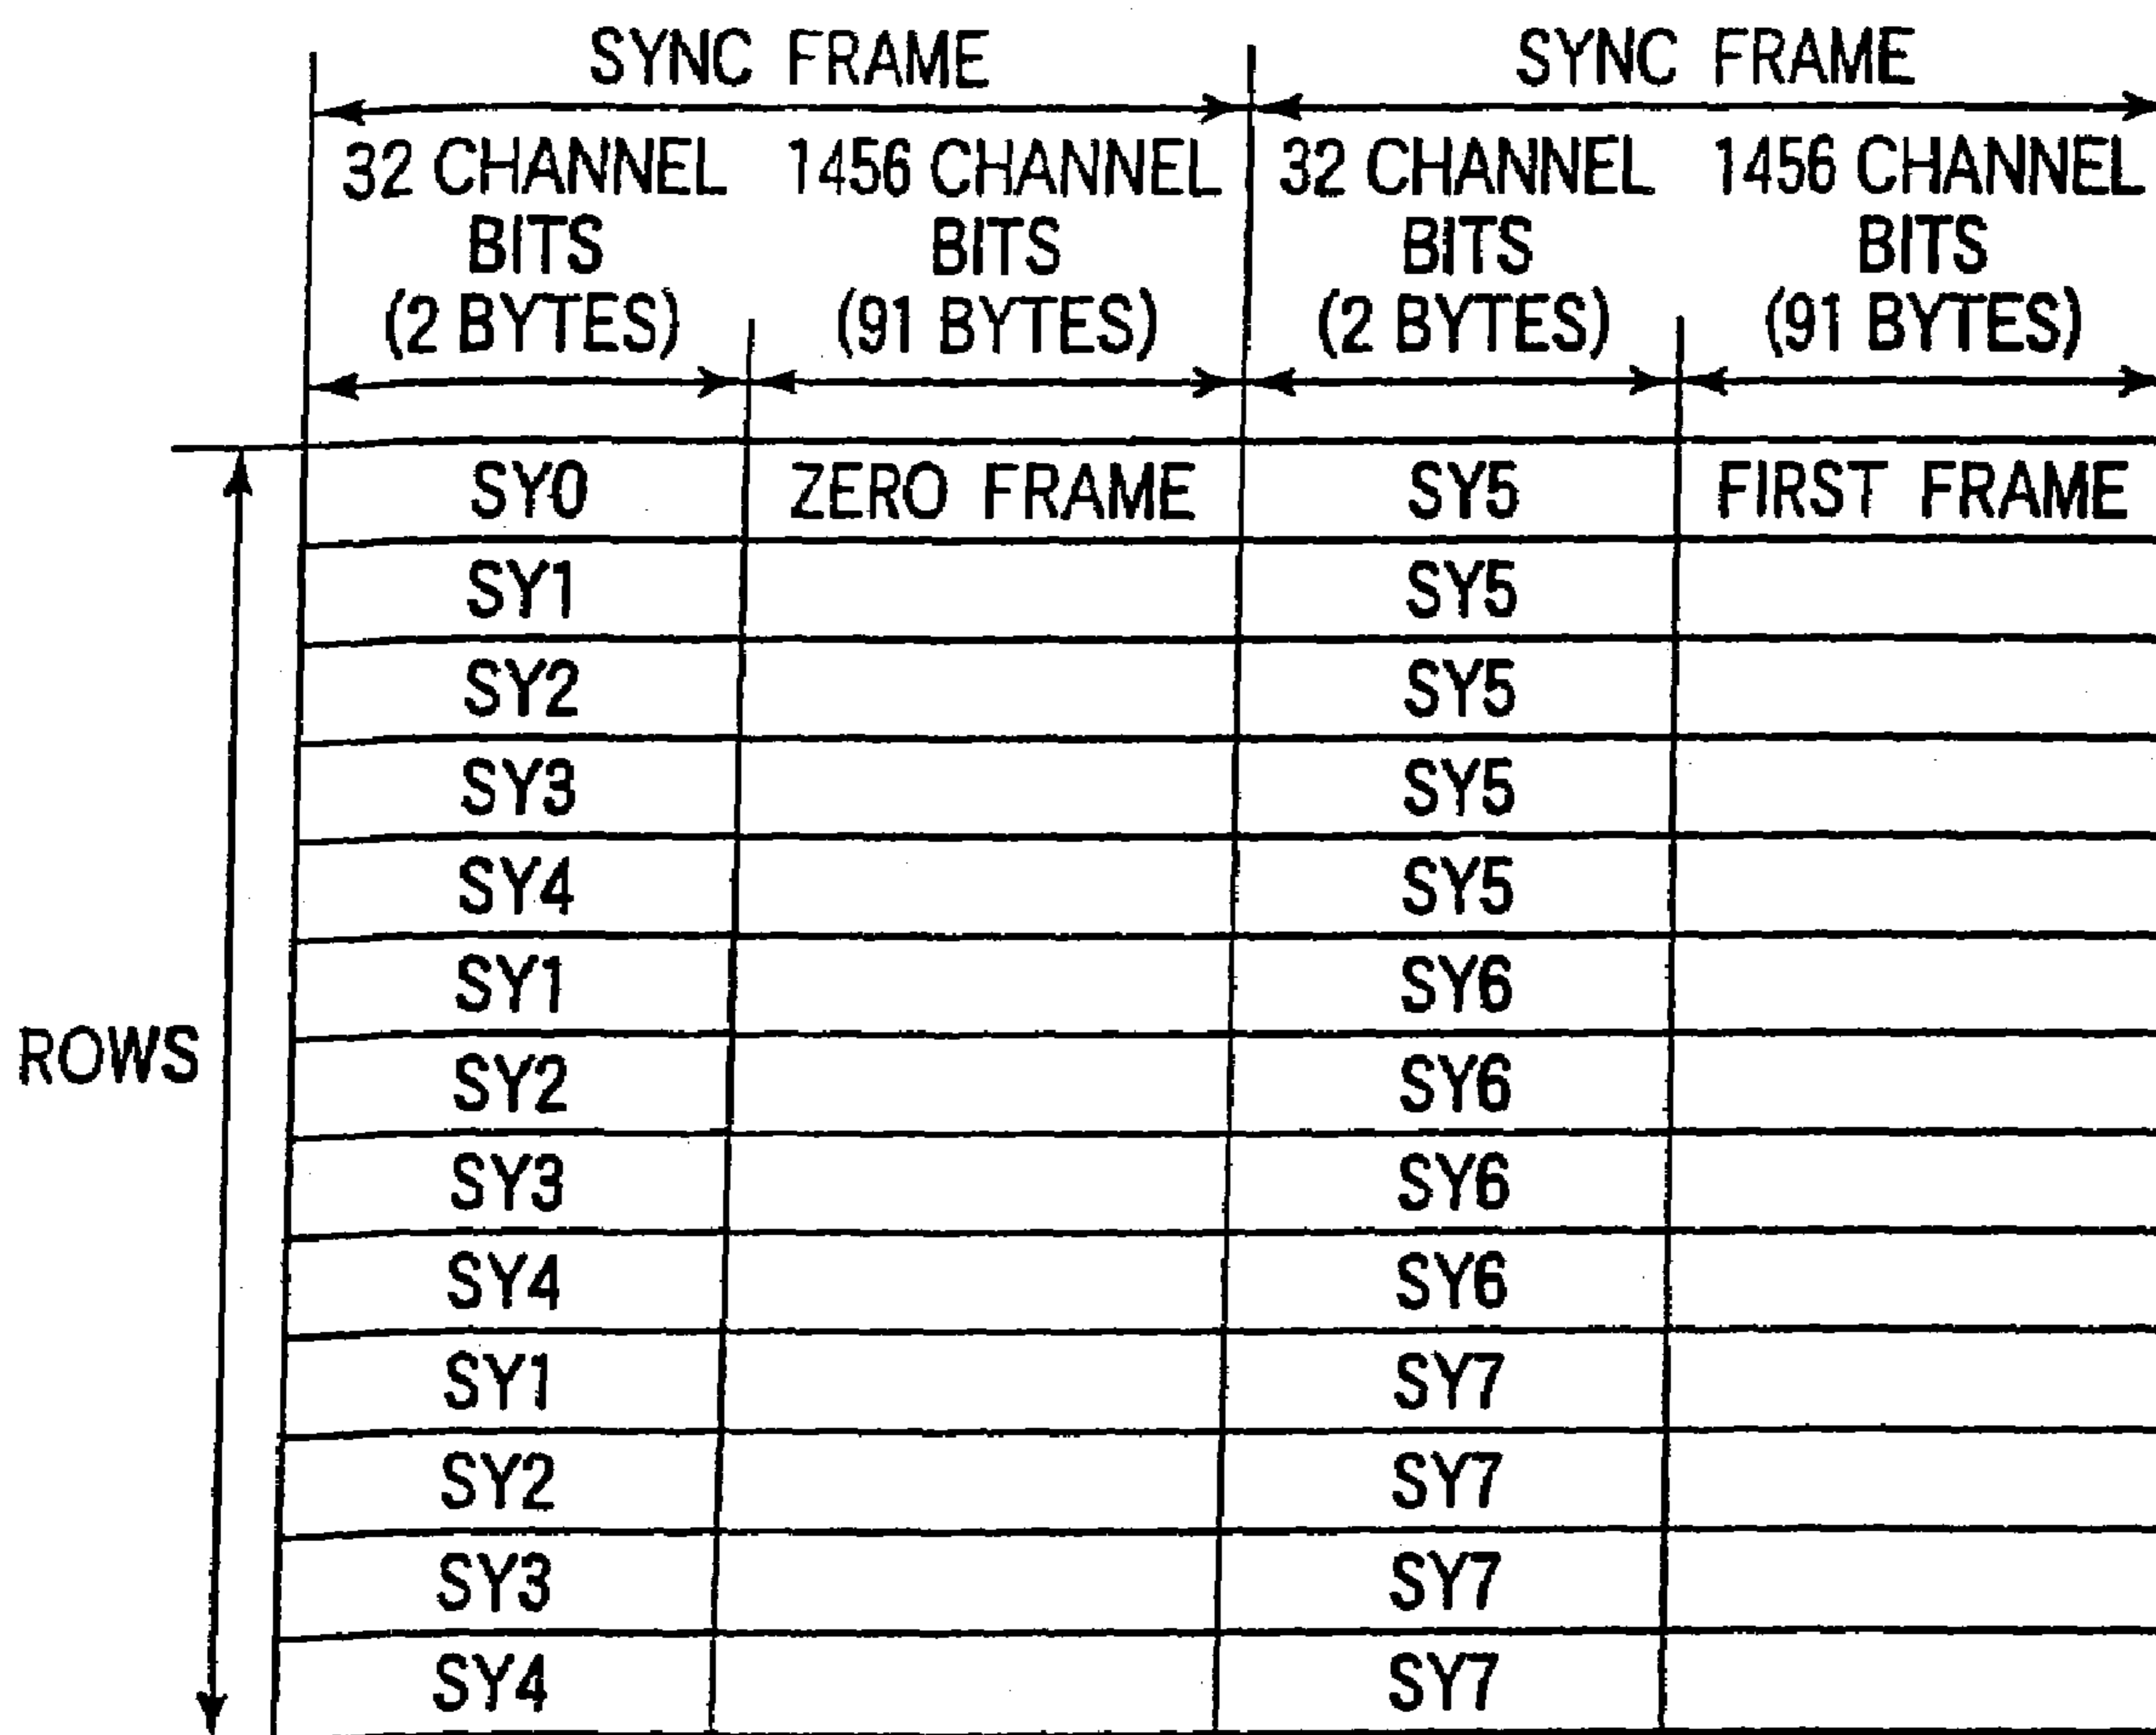 SYNC FRAME SYNC FRAME
32 CHANNEL BITS (2 BYTES) 1456 CHANNEL BITS (91 BYTES) 32 CHANNEL BITS (2 BYTES) 1456 CHANNEL BITS (91 BYTES)
SY0 ZERO FRAME SY5 FIRST FRAME
SY1 SY5
SY2 SY5
SY3 SY5
SY4 SY5
SY1 SY6
ROWS
SY2 SY6
SY3 SY6
SY4 SY6
SY1 SY7
SY2 SY7
SY3 SY7
SY4 SY7